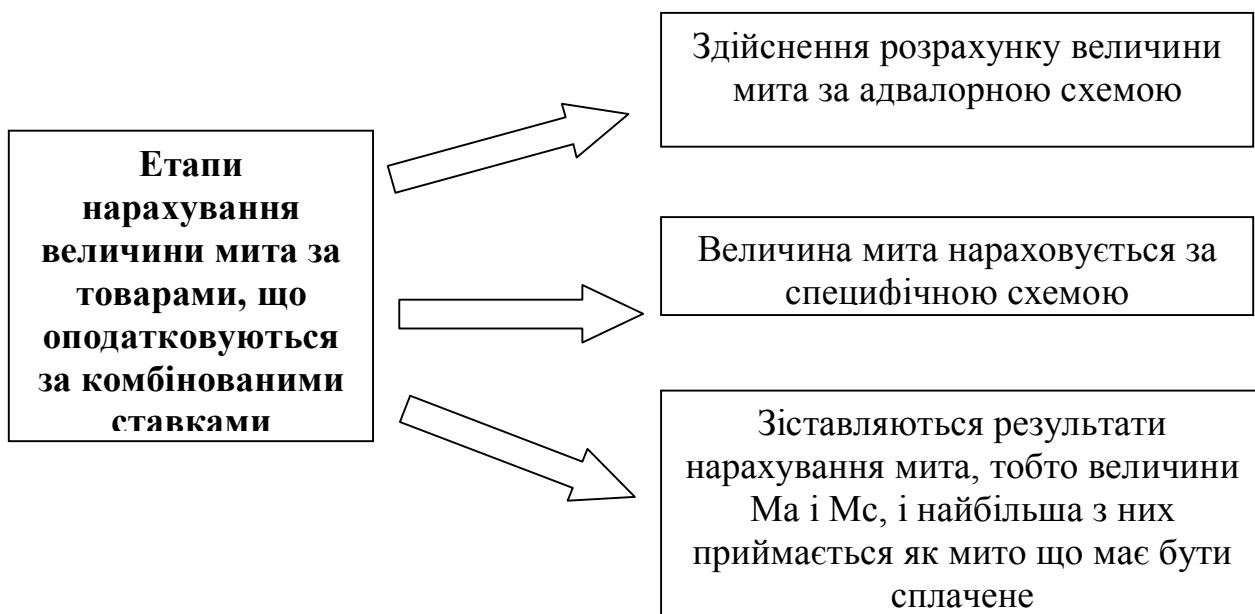 Етапи
нарахування
величини мита за
товарами, що
оподатковуються
за комбінованими
ставками
Здійснення розрахунку величини
мита за адвалорною схемою
Величина мита нараховується за
специфічною схемою
Зіставляються результати
нарахування мита, тобто величини
Ма і Мс, і найбільша з них
приймається як мито що має бути
сплачене